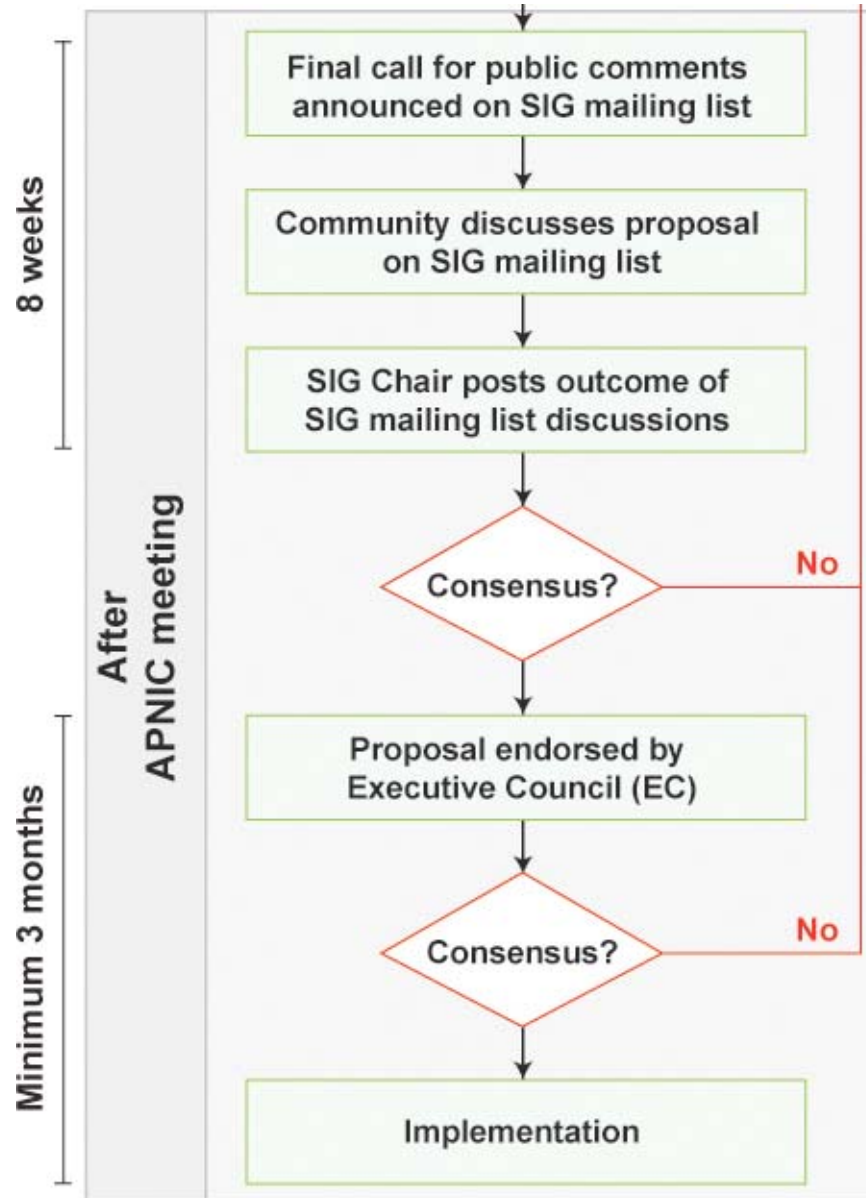 Final call for public comments
announced on SIG mailing list
Community discusses proposal
on SIG mailing list
8 weeks
SIG Chair posts outcome of
SIG mailing list discussions
After
APNIC meeting
Consensus?
No
Proposal endorsed by
Executive Council (EC)
Minimum 3 months
Consensus?
No
Implementation